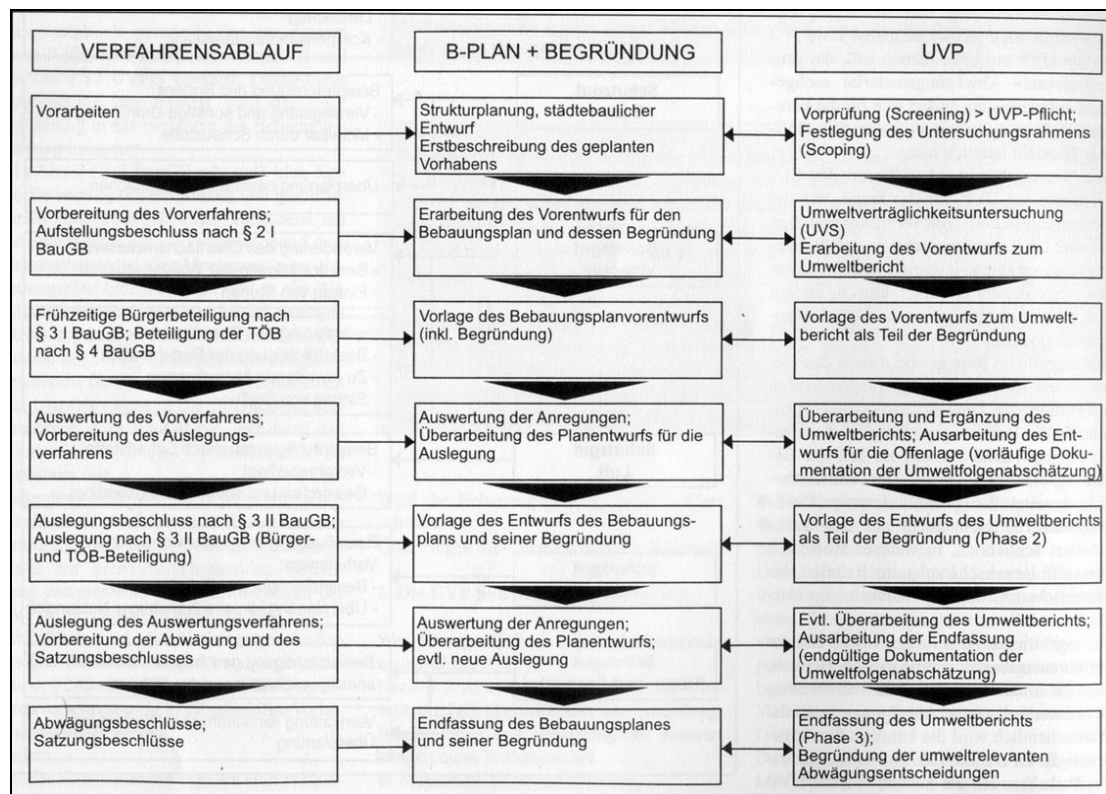 VERFAHRENSABLAUF
B-PLAN + BEGRÜNDUNG
UVP
Vorarbeiten
Strukturplanung, städtebaulicher
Entwurf
Erstbeschreibung des geplanten
Vorhabens
Vorprüfung (Screening) > UVP-Pflicht;
Festlegung des Untersuchungsrahmens
(Scoping)
Vorbereitung des Vorverfahrens;
Aufstellungsbeschluss nach § 2 I
BauGB
Erarbeitung des Vorentwurfs für den
Bebauungsplan und dessen Begründung
Umweltverträglichkeitsuntersuchung
(UVS)
Erarbeitung des Vorentwurfs zum
Umweltbericht
Frühzeitige Bürgerbeteiligung nach
§ 3 I BauGB; Beteiligung der TÖB
nach § 4 BauGB
Vorlage des Bebauungsplanvorentwurfs
(inkl. Begründung)
Vorlage des Vorentwurfs zum Umwelt-
bericht als Teil der Begründung
Auswertung des Vorverfahrens;
Vorbereitung des Auslegungs-
verfahrens
Auswertung der Anregungen;
Überarbeitung des Planentwurfs für die
Auslegung
Überarbeitung und Ergänzung des
Umweltberichts; Ausarbeitung des Ent-
wurfs für die Offenlage (vorläufige Doku-
mentation der Umweltfolgenabschätzung)
Auslegungsbeschluss nach § 3 II BauGB;
Auslegung nach § 3 II BauGB (Bürger-
und TÖB-Beteiligung)
Vorlage des Entwurfs des Bebauungs-
plans und seiner Begründung
Vorlage des Entwurfs des Umweltberichts
als Teil der Begründung (Phase 2)
Auslegung des Auswertungsverfahrens;
Vorbereitung der Abwägung und des
Satzungsbeschlusses
Auswertung der Anregungen;
Überarbeitung des Planentwurfs;
evtl. neue Auslegung
Evtl. Überarbeitung des Umweltberichts;
Ausarbeitung der Endfassung
(endgültige Dokumentation der
Umweltfolgenabschätzung)
Abwägungsbeschlüsse;
Satzungsbeschlüsse
Endfassung des Bebauungsplans
und seiner Begründung
Endfassung des Umweltberichts
(Phase 3);
Begründung der umweltrelevanten
Abwägungsentscheidungen